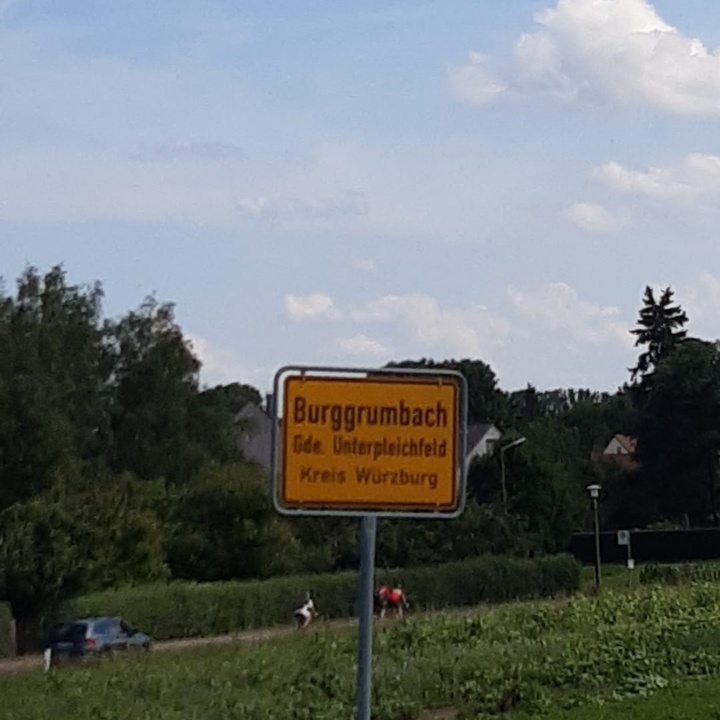 Burggrumbach
Gde. Unterpleichfeld
Kreis Würzburg